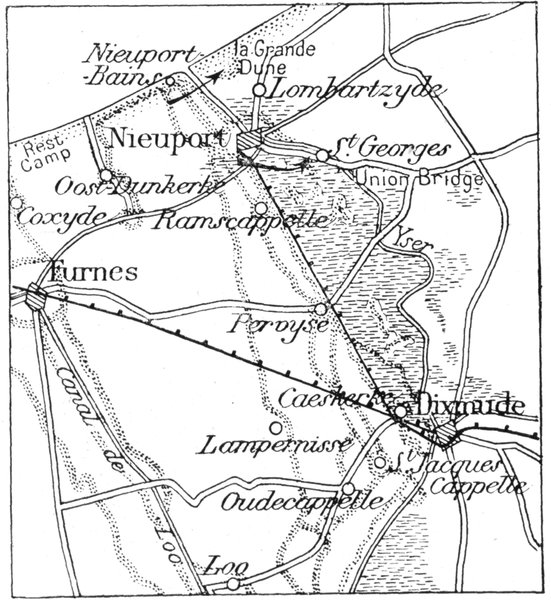 Nieuport-
Bains
la Grande
Dune
Lombartzyde
Nieuport
St Georges
Rest
Camp
Union Bridge
Oost-Dunkerke
Coxyde
Ramscappelle
Yser
Furnes
Pervyse
Canal de Loo
Caeskerke
Dixmude
Lampernisse
St Jacques
Cappelle
Oudecappelle
Loo